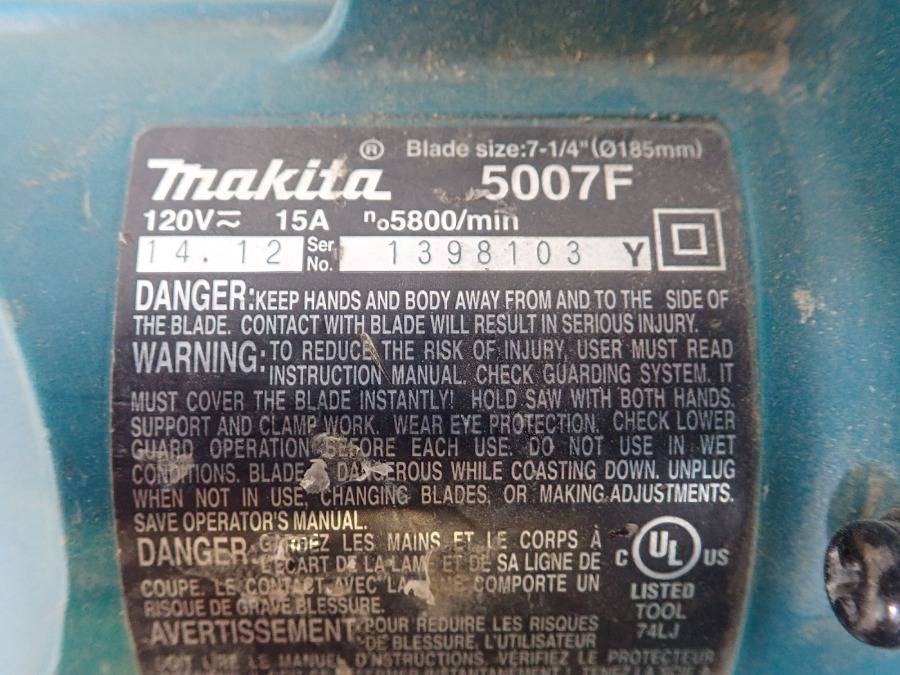 Makita® Blade size:7-1/4"(Ø185mm)
5007F
120V⎓ 15A n₀5800/min
14.12 Ser. No. 1398103 Y
DANGER:KEEP HANDS AND BODY AWAY FROM AND TO THE SIDE OF
THE BLADE. CONTACT WITH BLADE WILL RESULT IN SERIOUS INJURY.
WARNING:TO REDUCE THE RISK OF INJURY, USER MUST READ
INSTRUCTION MANUAL. CHECK GUARDING SYSTEM. IT
MUST COVER THE BLADE INSTANTLY! HOLD SAW WITH BOTH HANDS.
SUPPORT AND CLAMP WORK. WEAR EYE PROTECTION. CHECK LOWER
GUARD OPERATION BEFORE EACH USE. DO NOT USE IN WET
CONDITIONS. BLADE DANGEROUS WHILE COASTING DOWN. UNPLUG
WHEN NOT IN USE, CHANGING BLADES, OR MAKING ADJUSTMENTS.
SAVE OPERATOR'S MANUAL.
DANGER: GARDEZ LES MAINS ET LE CORPS À
L'ÉCART DE LA LAME ET DE SA LIGNE DE
COUPE. LE CONTACT AVEC LA LAME COMPORTE UN
RISQUE DE GRAVE BLESSURE.
C UL US
LISTED
TOOL
74LJ
AVERTISSEMENT:POUR RÉDUIRE LES RISQUES
DE BLESSURE, L'UTILISATEUR
DOIT LIRE LE MANUEL D'INSTRUCTIONS. VÉRIFIEZ LE PROTECTEUR